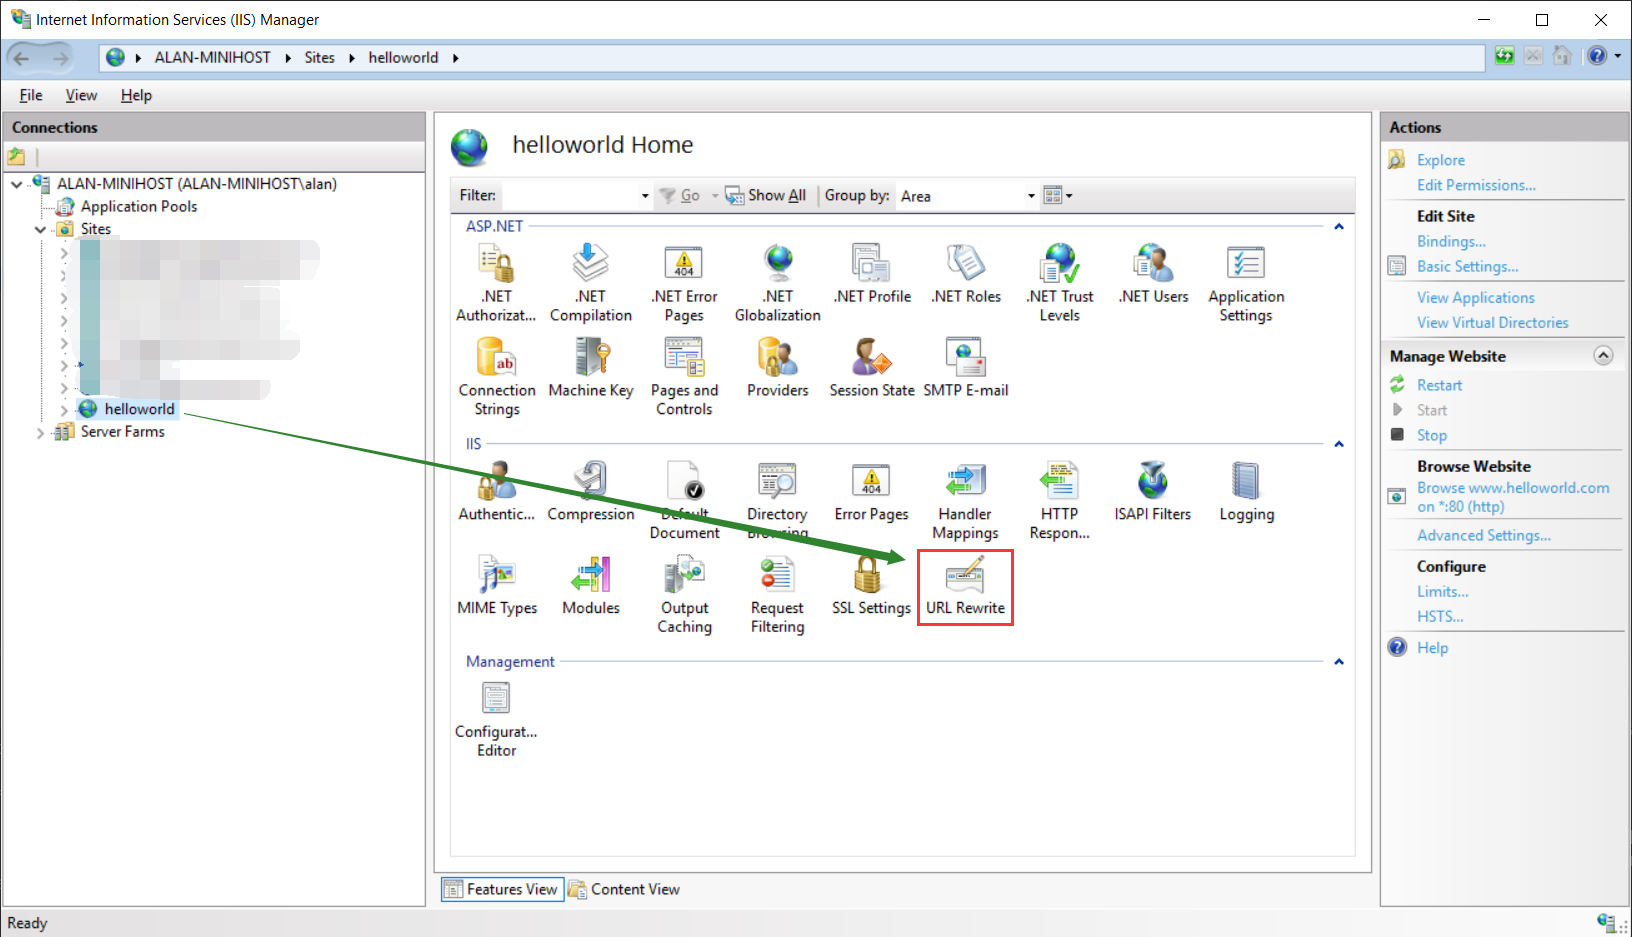 Internet Information Services (IIS) Manager
ALAN-MINIHOST Sites helloworld
File View Help
Connections
ALAN-MINIHOST (ALAN-MINIHOST\alan)
Application Pools
Sites
helloworld
Server Farms
helloworld Home
Filter: Go Show All Group by: Area
ASP.NET
.NET Authorizat...
.NET Compilation
.NET Error Pages
.NET Globalization
.NET Profile
.NET Roles
.NET Trust Levels
.NET Users
Application Settings
Connection Strings
Machine Key
Pages and Controls
Providers
Session State
SMTP E-mail
IIS
Authentic...
Compression
Default Document
Directory Browsing
Error Pages
Handler Mappings
HTTP Respon...
ISAPI Filters
Logging
MIME Types
Modules
Output Caching
Request Filtering
SSL Settings
URL Rewrite
Management
Configurat... Editor
Features View Content View
Actions
Explore
Edit Permissions...
Edit Site
Bindings...
Basic Settings...
View Applications
View Virtual Directories
Manage Website
Restart
Start
Stop
Browse Website
Browse www.helloworld.com
on *:80 (http)
Advanced Settings...
Configure
Limits...
HSTS...
Help
Ready